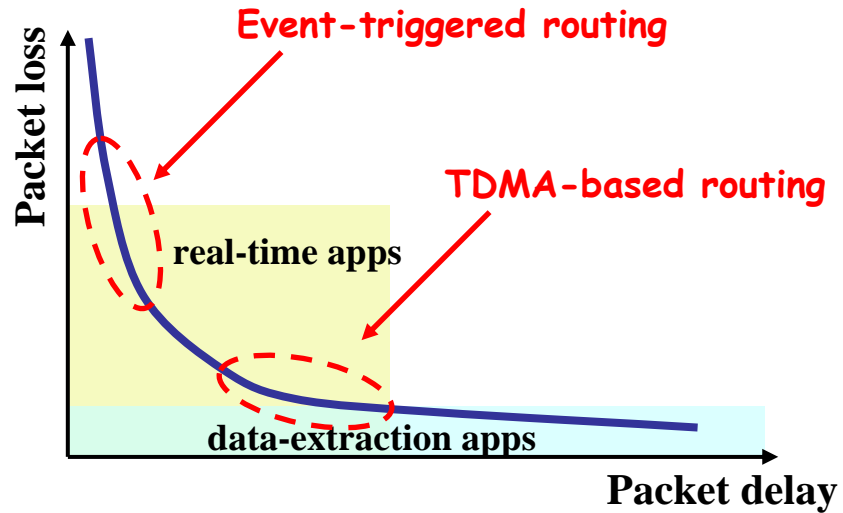 Event-triggered routing
Packet loss
TDMA-based routing
real-time apps
data-extraction apps
Packet delay